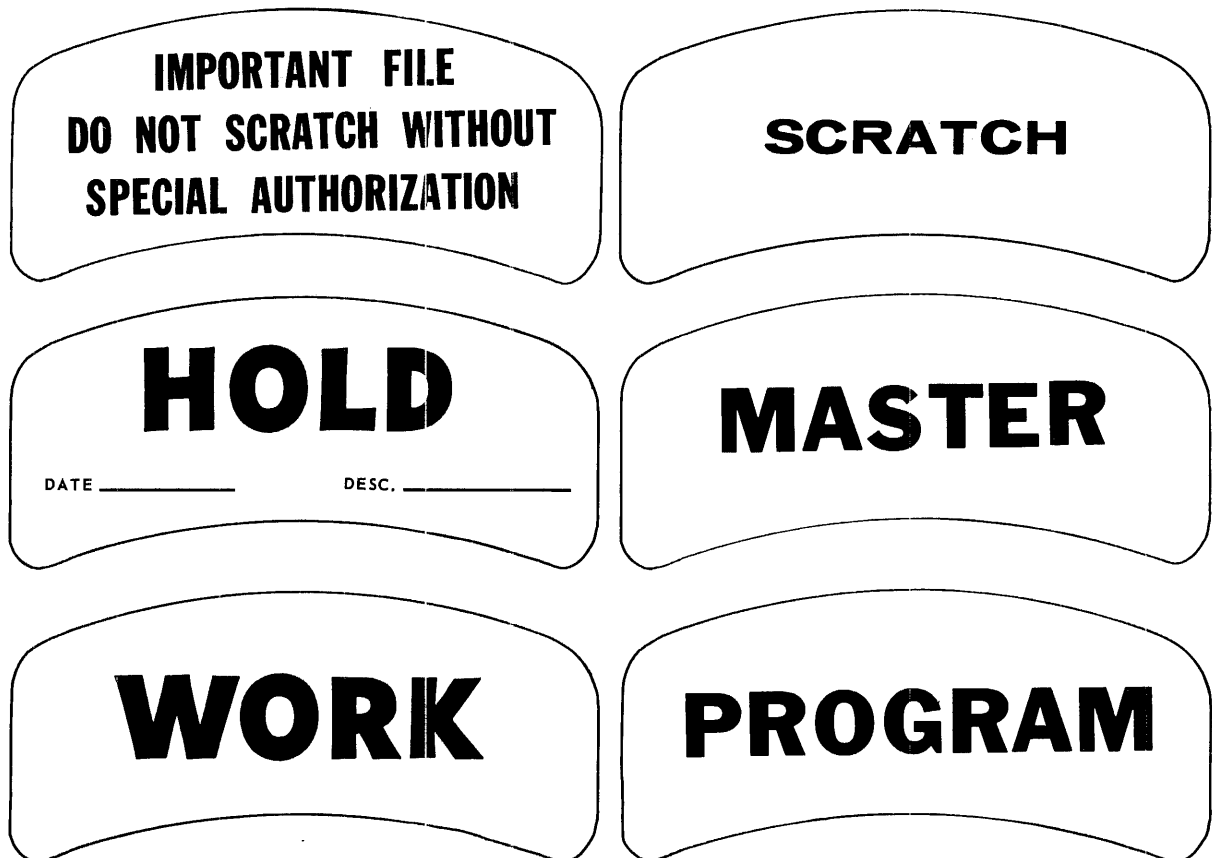 IMPORTANT FILE
DO NOT SCRATCH WITHOUT
SPECIAL AUTHORIZATION
SCRATCH
HOLD
DATE
DESC.
MASTER
WORK
PROGRAM